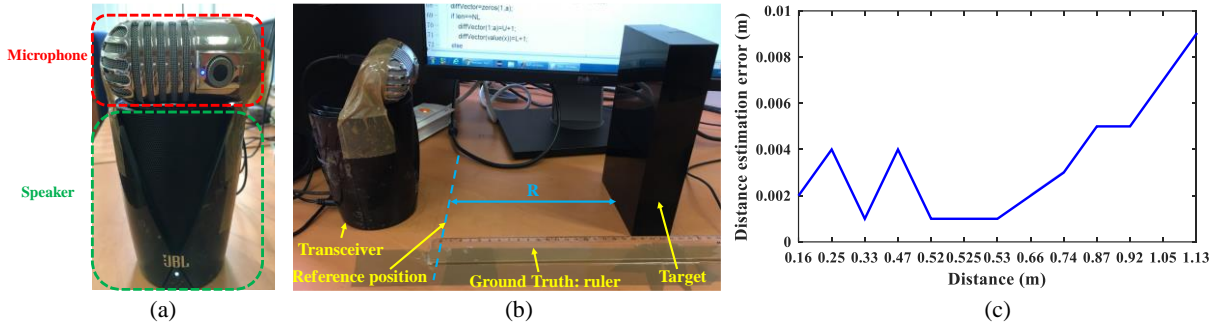 Microphone
Speaker
JBL
(a)
diffVector=zeros(1,a);
if len==NL
diffVector(1:a)=U+1;
diffVector(value(x))=L+1;
else
R
Transceiver
Reference position
Ground Truth: ruler
Target
(b)
0.01
0.008
0.006
0.004
0.002
0
Distance estimation error (m)
0.16 0.25 0.33 0.47 0.52 0.525 0.53 0.66 0.74 0.87 0.92 1.05 1.13
Distance (m)
(c)